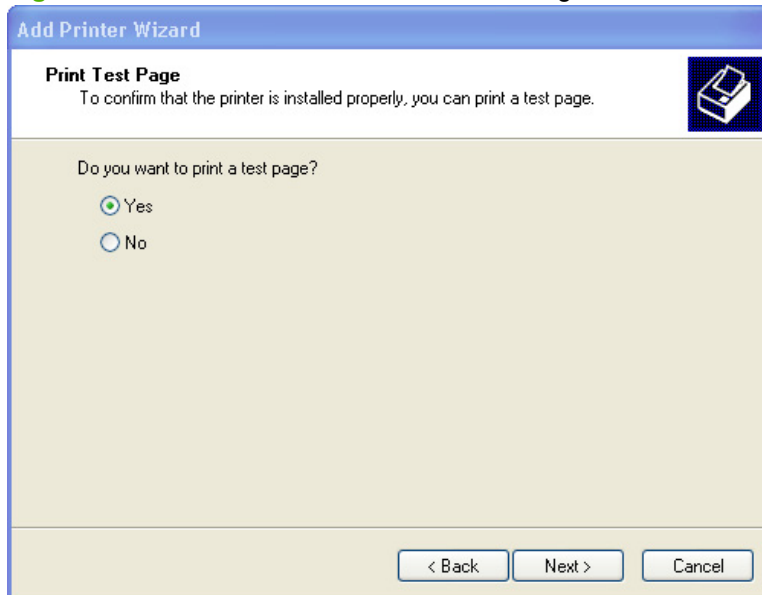 Add Printer Wizard
Print Test Page
To confirm that the printer is installed properly, you can print a test page.
Do you want to print a test page?
Yes
No
< Back
Next >
Cancel